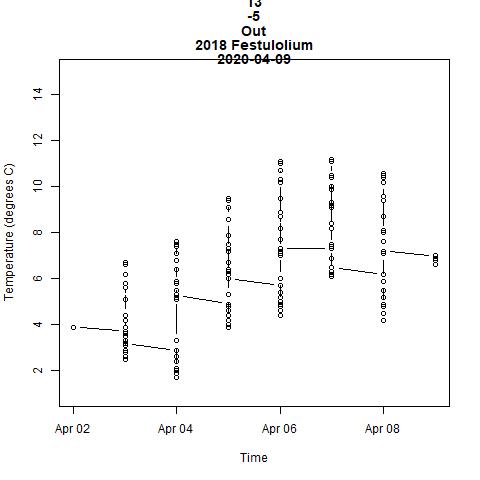 13
-5
Out
2018 Festulolium
2020-04-09
14
12
10
8
6
4
2
Temperature (degrees C)
Apr 02
Apr 04
Apr 06
Apr 08
Time